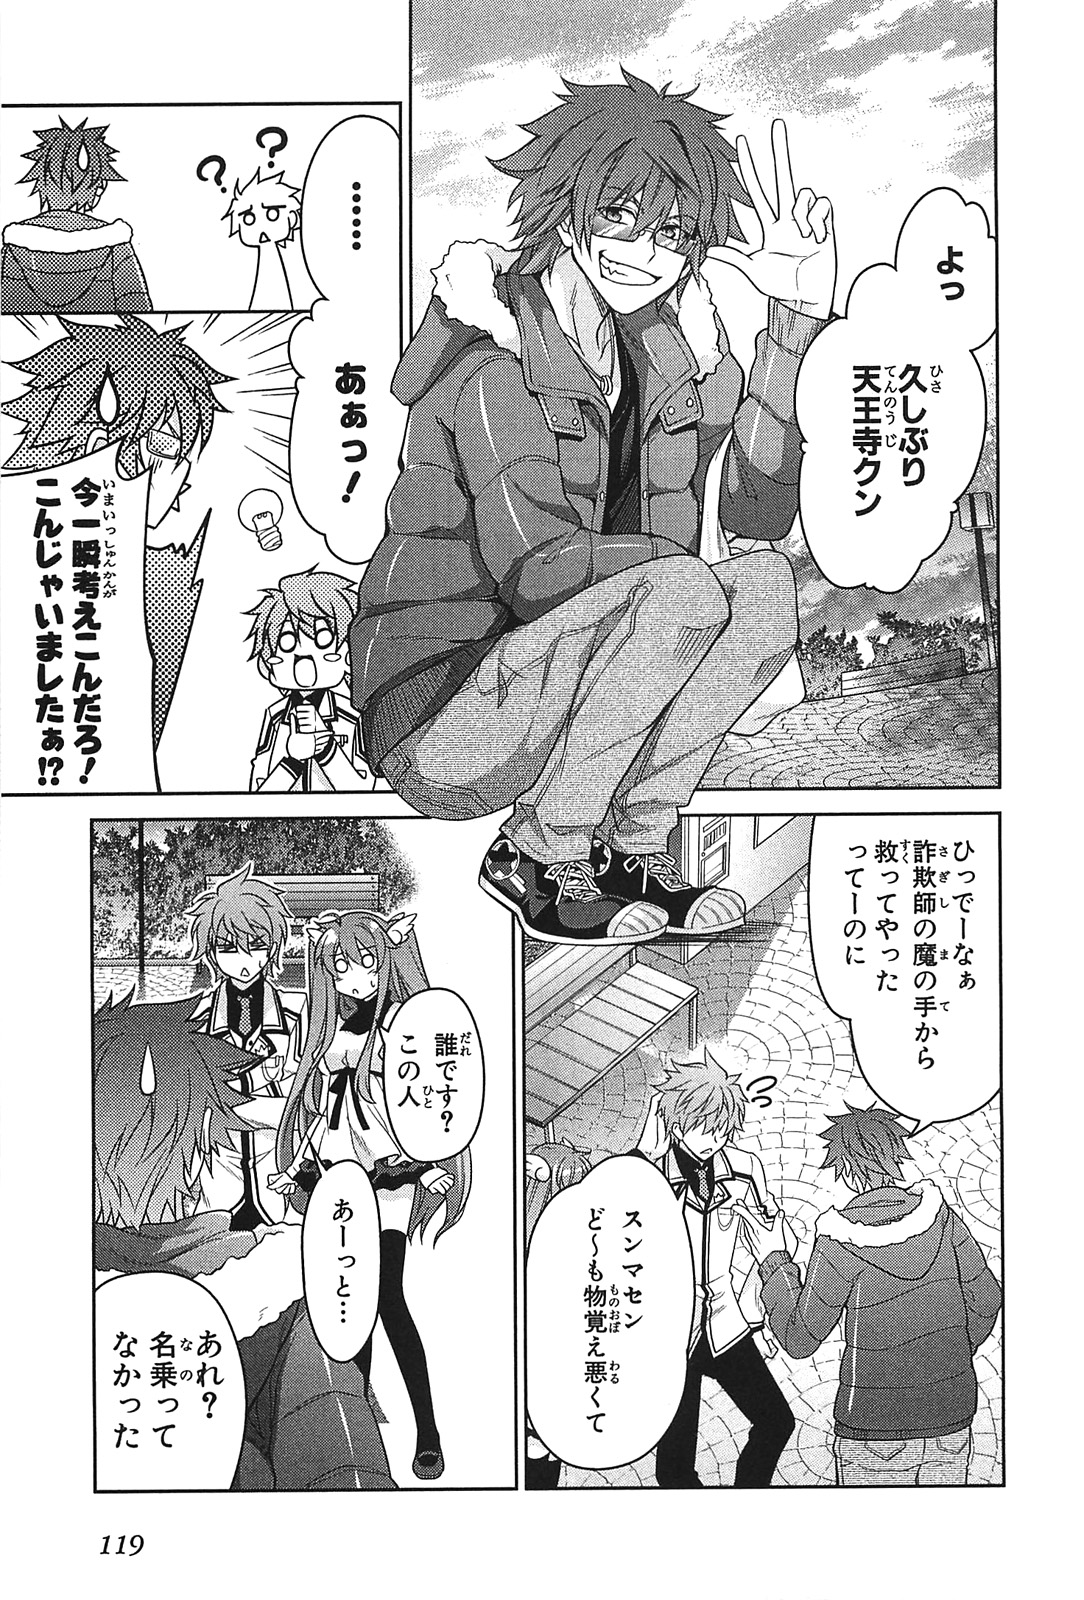 よっ
久しぶり
天王寺クン
？
？
……
あぁっ！
今一瞬考えこんだろ！
こんじゃいましたぁ!?
ひっでーなぁ
詐欺師の魔の手から
救ってやった
ってーのに
スンマセン
ど〜も物覚え悪くて
誰です？
この人
あーっと…
あれ？
名乗って
なかった
119